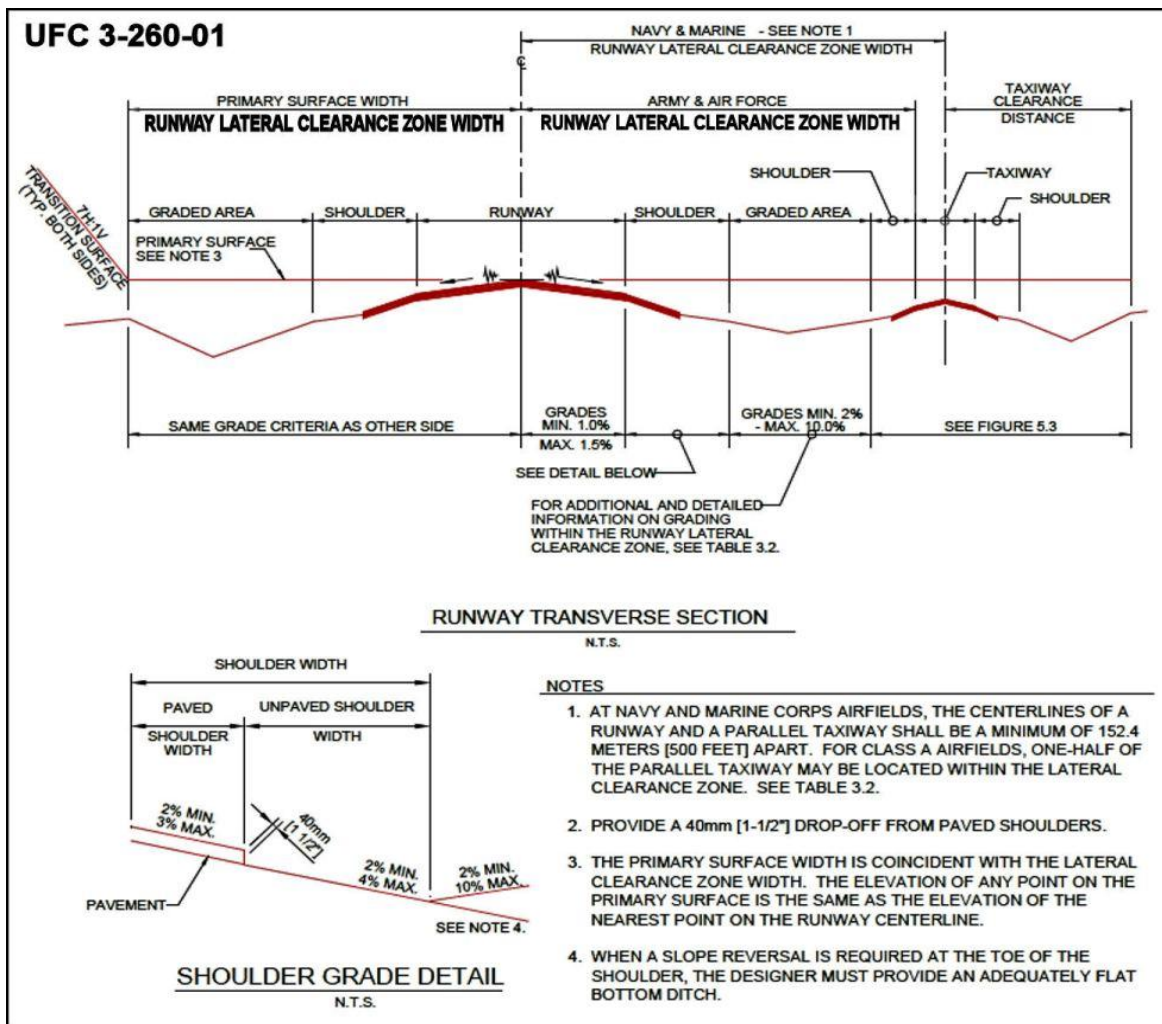 UFC 3-260-01
NAVY & MARINE - SEE NOTE 1
RUNWAY LATERAL CLEARANCE ZONE WIDTH
℄
PRIMARY SURFACE WIDTH
RUNWAY LATERAL CLEARANCE ZONE WIDTH
ARMY & AIR FORCE
RUNWAY LATERAL CLEARANCE ZONE WIDTH
TAXIWAY
CLEARANCE
DISTANCE
SHOULDER
TAXIWAY
SHOULDER
7H:1V
TRANSITION SURFACE
(TYP. BOTH SIDES)
GRADED AREA
SHOULDER
RUNWAY
SHOULDER
GRADED AREA
PRIMARY SURFACE
SEE NOTE 3
SAME GRADE CRITERIA AS OTHER SIDE
GRADES
MIN. 1.0%
MAX. 1.5%
GRADES MIN. 2%
- MAX. 10.0%
SEE FIGURE 5.3
SEE DETAIL BELOW
FOR ADDITIONAL AND DETAILED
INFORMATION ON GRADING
WITHIN THE RUNWAY LATERAL
CLEARANCE ZONE, SEE TABLE 3.2.
RUNWAY TRANSVERSE SECTION
N.T.S.
SHOULDER WIDTH
PAVED
SHOULDER
WIDTH
UNPAVED SHOULDER
WIDTH
2% MIN.
3% MAX.
40mm
[1 1/2"]
2% MIN.
4% MAX.
2% MIN.
10% MAX.
PAVEMENT
SEE NOTE 4.
SHOULDER GRADE DETAIL
N.T.S.
NOTES
1. AT NAVY AND MARINE CORPS AIRFIELDS, THE CENTERLINES OF A
RUNWAY AND A PARALLEL TAXIWAY SHALL BE A MINIMUM OF 152.4
METERS [500 FEET] APART. FOR CLASS A AIRFIELDS, ONE-HALF OF
THE PARALLEL TAXIWAY MAY BE LOCATED WITHIN THE LATERAL
CLEARANCE ZONE. SEE TABLE 3.2.
2. PROVIDE A 40mm [1-1/2"] DROP-OFF FROM PAVED SHOULDERS.
3. THE PRIMARY SURFACE WIDTH IS COINCIDENT WITH THE LATERAL
CLEARANCE ZONE WIDTH. THE ELEVATION OF ANY POINT ON THE
PRIMARY SURFACE IS THE SAME AS THE ELEVATION OF THE
NEAREST POINT ON THE RUNWAY CENTERLINE.
4. WHEN A SLOPE REVERSAL IS REQUIRED AT THE TOE OF THE
SHOULDER, THE DESIGNER MUST PROVIDE AN ADEQUATELY FLAT
BOTTOM DITCH.